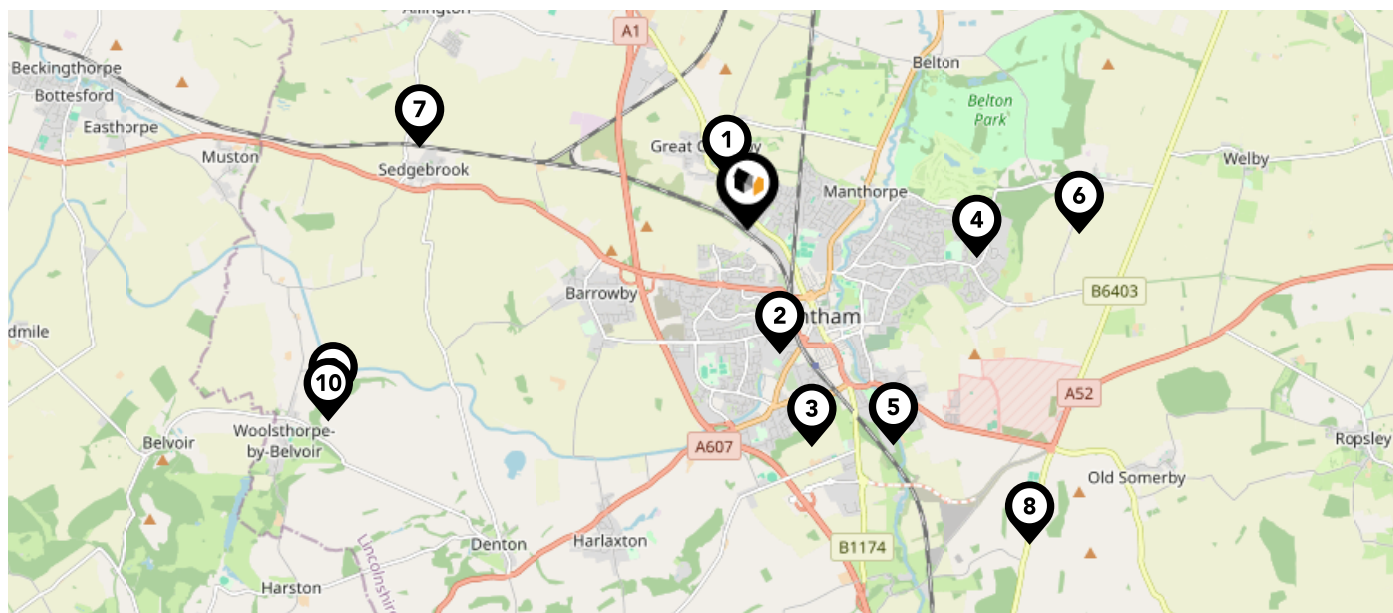 Allington
A1
Beckingthorpe
Belton
Bottesford
7
Belton
Park
Easthorpe
1
Great
y
Muston
Welby
Sedgebrook
Manthorpe
6
4
Barrowby
B6403
2
ntham
dmile
10
A52
3
5
Belvoir
Woolsthorpe-
by-Belvoir
A607
Ropsley
Old Somerby
8
Denton
Harlaxton
B1174
Lincolnshire
Harston